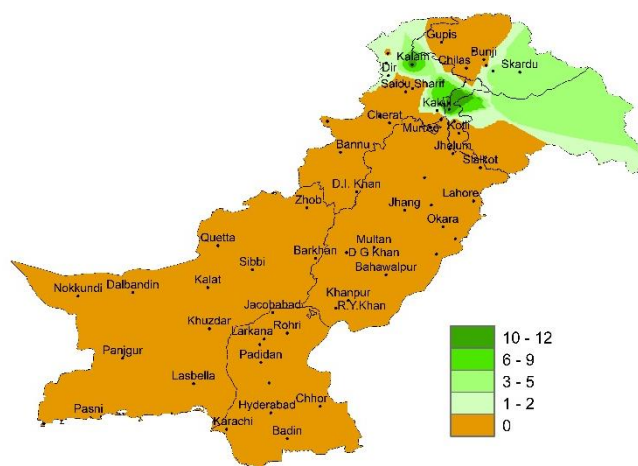 Gupis
Bunji
Kalam
Chilas
Skardu
Dir
Saidu Sharif
Kakul
Cherat
Murree
Kotli
Bannu
Jhelum
Sialkot
D.I. Khan
Zhob
Jhang
Lahore
Okara
Quetta
Multan
Sibbi
Barkhan
D G Khan
Bahawalpur
Nokkundi
Dalbandin
Kalat
Khanpur
Jacobabad
R.Y.Khan
Khuzdar
Larkana
Rohri
10 - 12
6 - 9
Panjgur
Padidan
3 - 5
Lasbella
1 - 2
Pasni
Hyderabad
Chhor
0
Karachi
Badin